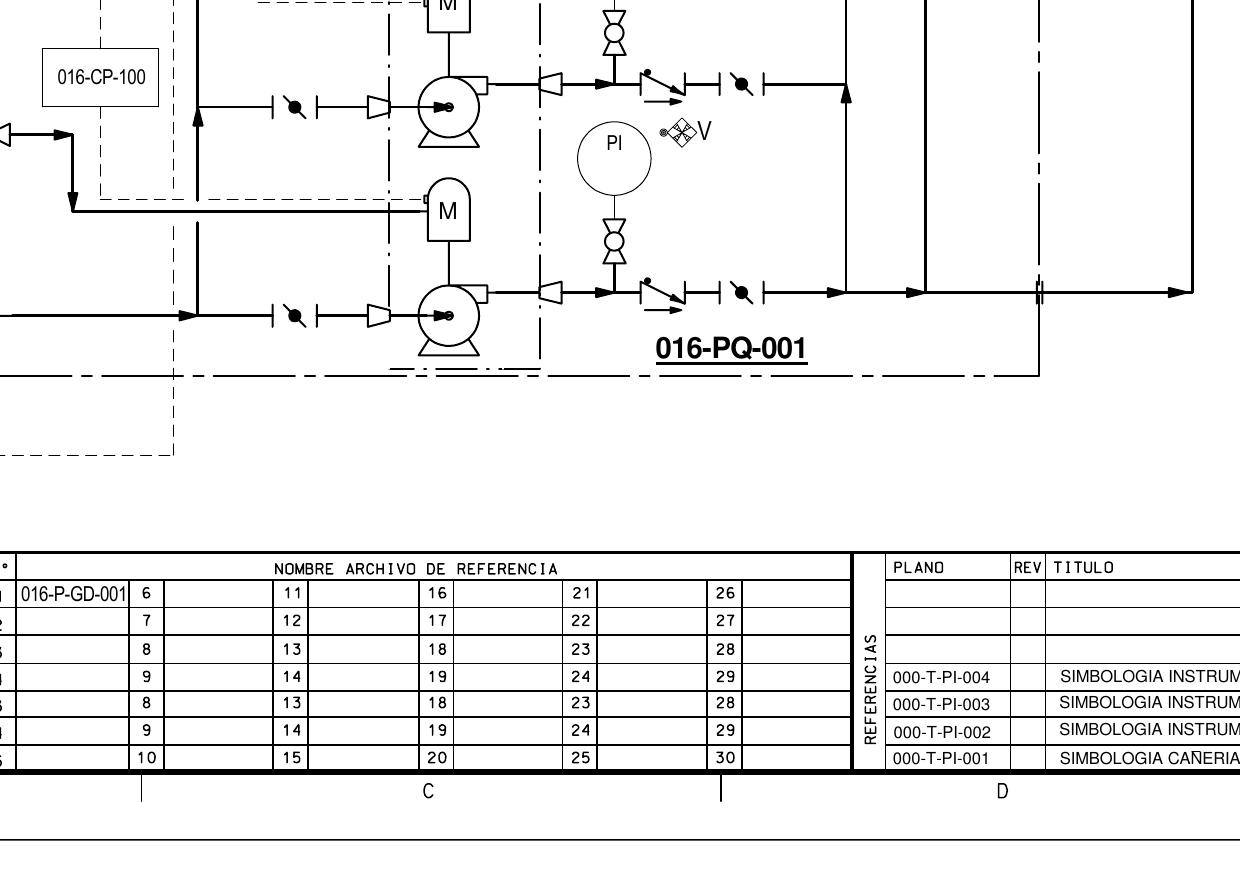 M
016-CP-100
V
PI
M
016-PQ-001
NOMBRE ARCHIVO DE REFERENCIA
PLANO REV TITULO
016-P-GD-001 6 11 16 21 26
7 12 17 22 27
8 13 18 23 28
9 14 19 24 29
8 13 18 23 28
9 14 19 24 29
10 15 20 25 30
REFERENCIAS
000-T-PI-004 SIMBOLOGIA INSTRUM
000-T-PI-003 SIMBOLOGIA INSTRUM
000-T-PI-002 SIMBOLOGIA INSTRUM
000-T-PI-001 SIMBOLOGIA CAÑERIA
C D